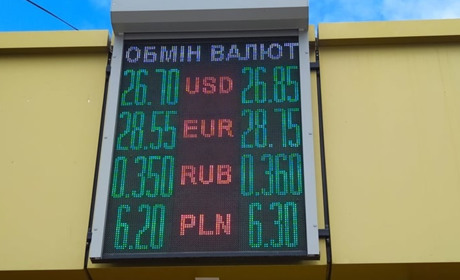 ОБМІН ВАЛЮТ
26.70 USD 26.85
28.55 EUR 28.75
0.350 RUB 0.360
6.20 PLN 6.30